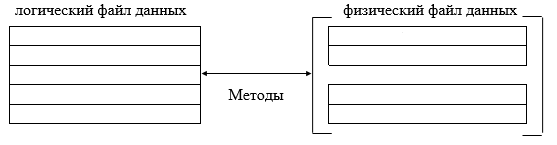 логический файл данных
физический файл данных
Методы